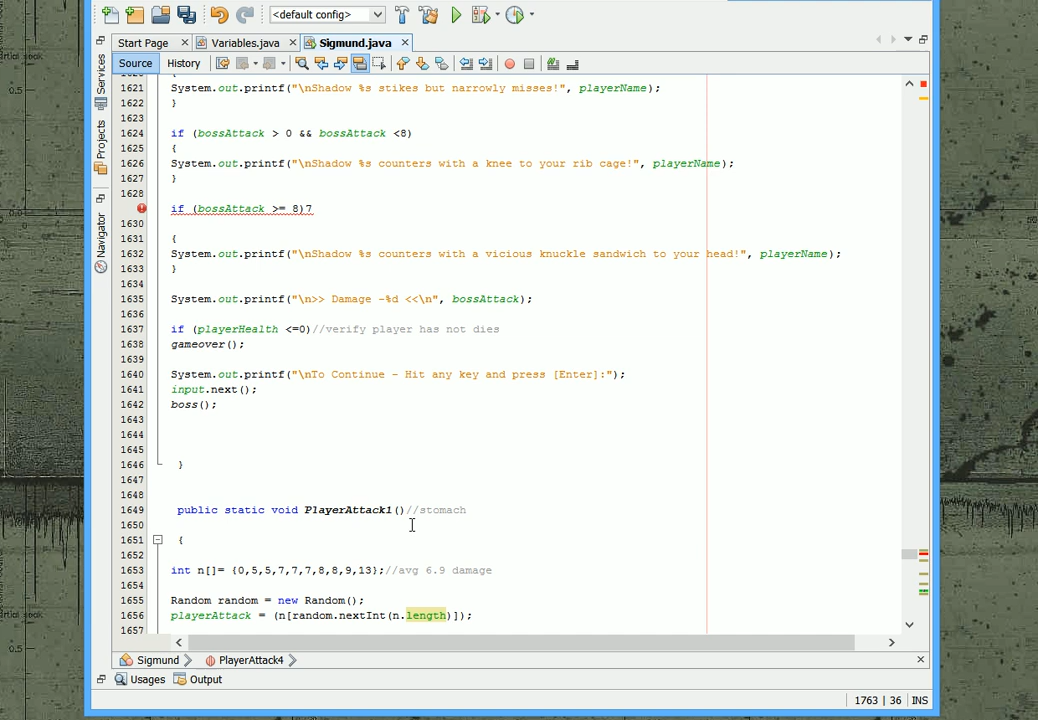 <default config>
Start Page Variables.java Sigmund.java
Source History
Services
Projects
Navigator
1621 System.out.printf("\nShadow %s stikes but narrowly misses!", playerName);
1622 }
1623
1624 if (bossAttack > 0 && bossAttack <8)
1625 {
1626 System.out.printf("\nShadow %s counters with a knee to your rib cage!", playerName);
1627 }
1628
if (bossAttack >= 8)7
1630
1631 {
1632 System.out.printf("\nShadow %s counters with a vicious knuckle sandwich to your head!", playerName);
1633 }
1634
1635 System.out.printf("\n>> Damage -%d <<\n", bossAttack);
1636
1637 if (playerHealth <=0)//verify player has not dies
1638 gameover();
1639
1640 System.out.printf("\nTo Continue - Hit any key and press [Enter]:");
1641 input.next();
1642 boss();
1643
1644
1645
1646 }
1647
1648
1649 public static void PlayerAttack1()//stomach
1650
1651 {
1652
1653 int n[]= {0,5,5,7,7,7,8,8,9,13};//avg 6.9 damage
1654
1655 Random random = new Random();
1656 playerAttack = (n[random.nextInt(n.length)]);
1657
Sigmund PlayerAttack4
Usages Output
1763 | 36 INS